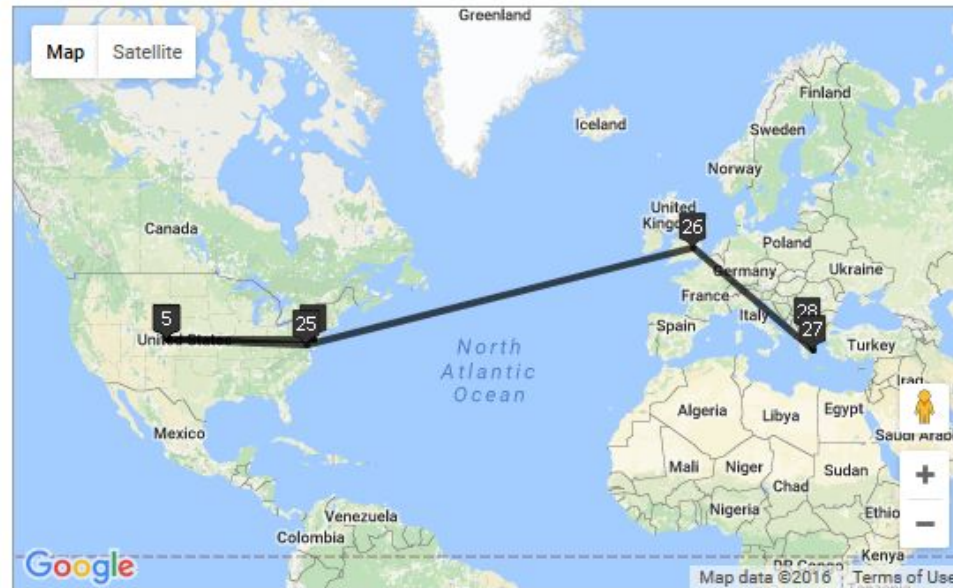 Greenland
Map Satellite
Finland
Iceland
Sweden
Norway
Canada
United
26
Poland
Germany
Ukraine
France
5
25
28
Italy
27
United States
Spain
Turkey
North
Atlantic
Ocean
Iraq
Algeria
Libya
Egypt
Mexico
Mali
Niger
Sudan
Chad
Nigeria
Venezuela
Colombia
Kenya
Google
Map data ©2016 Terms of Use